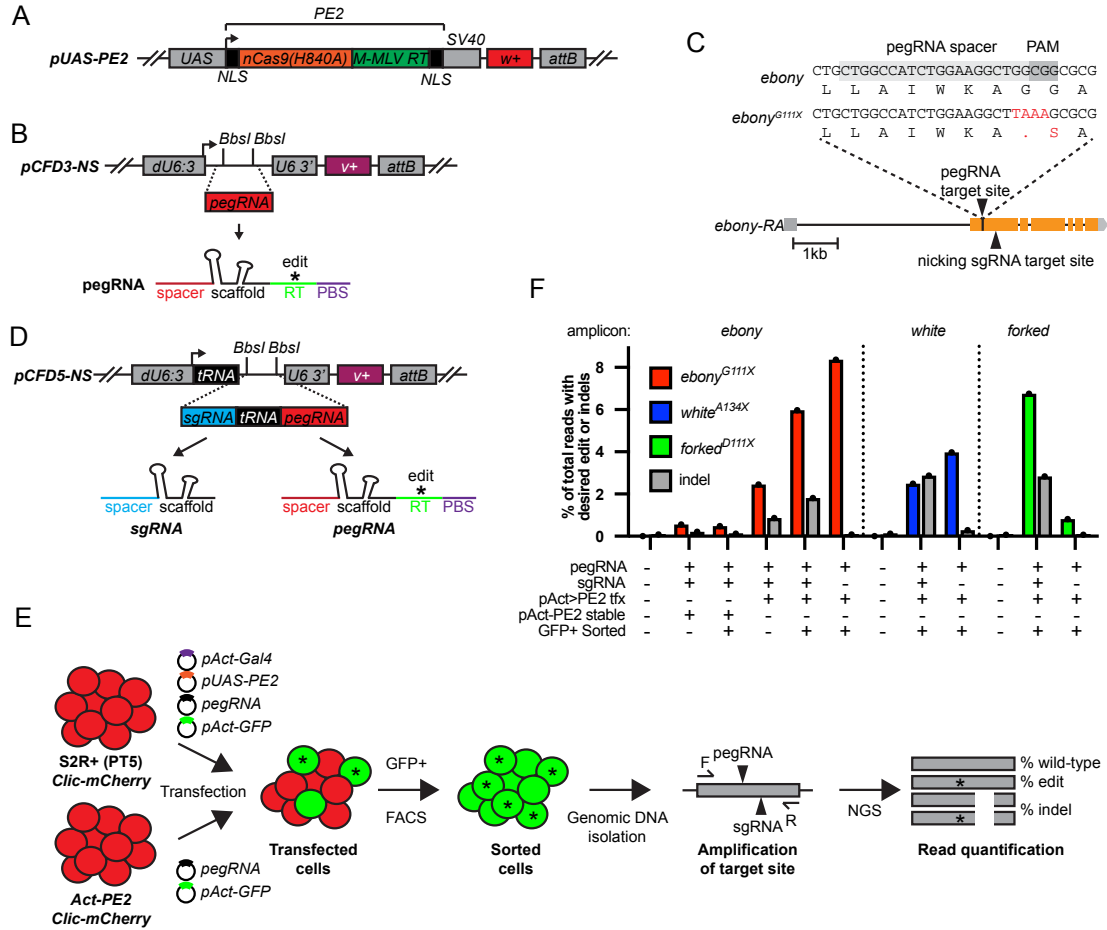 A
PE2
pUAS-PE2
UAS
nCas9(H840A)
M-MLV RT
SV40
w+
attB
NLS
NLS
B
BbsI BbsI
pCFD3-NS
dU6:3
U6 3'
v+
attB
pegRNA
pegRNA
edit
*
spacer
scaffold
RT
PBS
C
pegRNA spacer
PAM
ebony
CTGCTGGCCATCTGGAAGGCTGGCGGCGCG
L L A I W K A G G A
ebonyG111X
CTGCTGGCCATCTGGAAGGCTTAAAGCGCG
L L A I W K A . S A
pegRNA
target site
ebony-RA
1kb
nicking sgRNA target site
D
BbsI BbsI
pCFD5-NS
dU6:3
tRNA
U6 3'
v+
attB
sgRNA
tRNA
pegRNA
edit
*
spacer
scaffold
sgRNA
spacer
scaffold
RT
PBS
pegRNA
F
amplicon:
ebony
white
forked
% of total reads with
desired edit or indels
8
6
4
2
0
ebonyG111X
whiteA134X
forkedD111X
indel
pegRNA - + + + + + - + + - + +
sgRNA - + + + + - - + - - + -
pAct>PE2 tfx - - - + + + - + + - + +
pAct-PE2 stable - + + - - - - - - - - -
GFP+ Sorted - - + - + + - + + - + +
E
pAct-Gal4
pUAS-PE2
pegRNA
pAct-GFP
S2R+ (PT5)
Clic-mCherry
Transfection
Act-PE2
Clic-mCherry
pegRNA
pAct-GFP
* * *
Transfected
cells
GFP+
FACS
* * * * * *
Sorted
cells
Genomic DNA
isolation
F
pegRNA
sgRNA
R
Amplification
of target site
NGS
% wild-type
* % edit
% indel
*
Read quantification